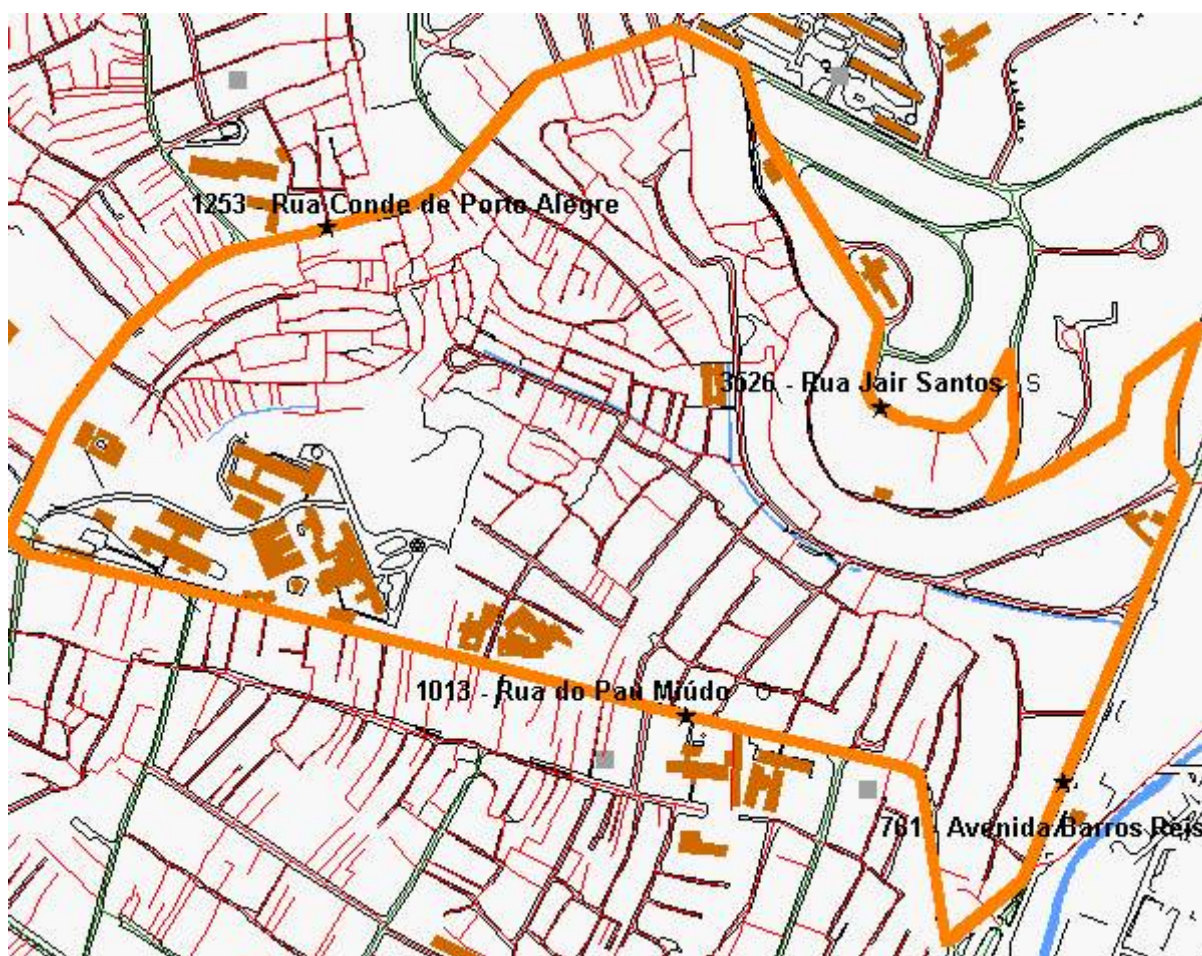 1253 - Rua Conde de Porto Alegre
3526 - Rua Jair Santos S
1013 - Rua do Pau Miúdo O
761 - Avenida Barros Reis